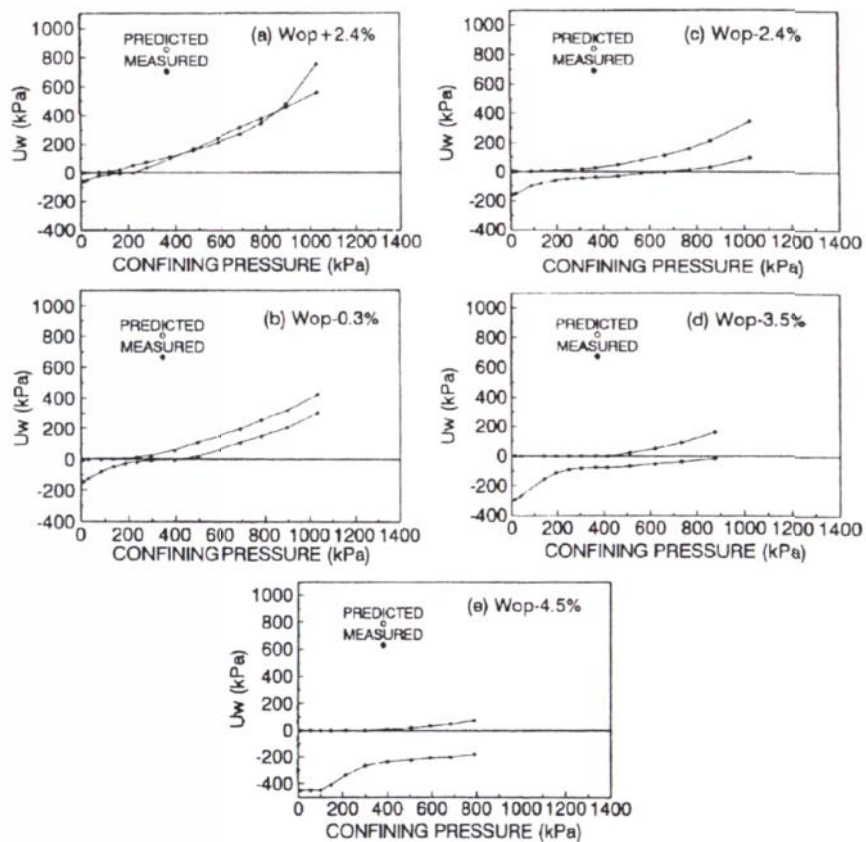 (a) Wop+2.4%
PREDICTED
MEASURED
1000
800
600
400
200
0
-200
-400
Uw (kPa)
0 200 400 600 800 1000 1200 1400
CONFINING PRESSURE (kPa)
(c) Wop-2.4%
PREDICTED
MEASURED
1000
800
600
400
200
0
-200
-400
Uw (kPa)
0 200 400 600 800 1000 1200 1400
CONFINING PRESSURE (kPa)
(b) Wop-0.3%
PREDICTED
MEASURED
1000
800
600
400
200
0
-200
-400
Uw (kPa)
0 200 400 600 800 1000 1200 1400
CONFINING PRESSURE (kPa)
(d) Wop-3.5%
PREDICTED
MEASURED
1000
800
600
400
200
0
-200
-400
Uw (kPa)
0 200 400 600 800 1000 1200 1400
CONFINING PRESSURE (kPa)
(e) Wop-4.5%
PREDICTED
MEASURED
1000
800
600
400
200
0
-200
-400
Uw (kPa)
0 200 400 600 800 1000 1200 1400
CONFINING PRESSURE (kPa)